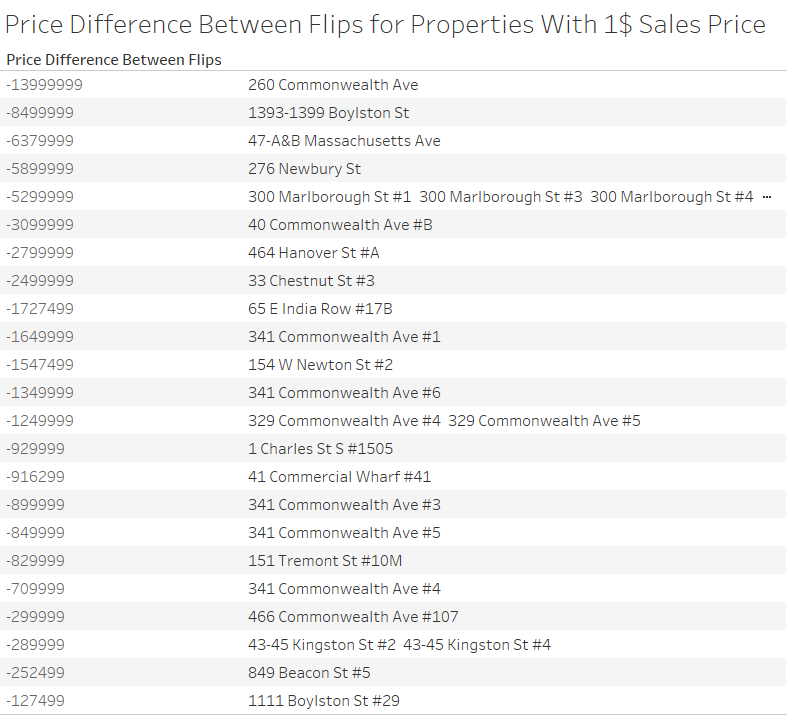 Price Difference Between Flips for Properties With 1$ Sales Price
Price Difference Between Flips
-13999999 260 Commonwealth Ave
-8499999 1393-1399 Boylston St
-6379999 47-A&B Massachusetts Ave
-5899999 276 Newbury St
-5299999 300 Marlborough St #1 300 Marlborough St #3 300 Marlborough St #4 ...
-3099999 40 Commonwealth Ave #B
-2799999 464 Hanover St #A
-2499999 33 Chestnut St #3
-1727499 65 E India Row #17B
-1649999 341 Commonwealth Ave #1
-1547499 154 W Newton St #2
-1349999 341 Commonwealth Ave #6
-1249999 329 Commonwealth Ave #4 329 Commonwealth Ave #5
-929999 1 Charles St S #1505
-916299 41 Commercial Wharf #41
-899999 341 Commonwealth Ave #3
-849999 341 Commonwealth Ave #5
-829999 151 Tremont St #10M
-709999 341 Commonwealth Ave #4
-299999 466 Commonwealth Ave #107
-289999 43-45 Kingston St #2 43-45 Kingston St #4
-252499 849 Beacon St #5
-127499 1111 Boylston St #29